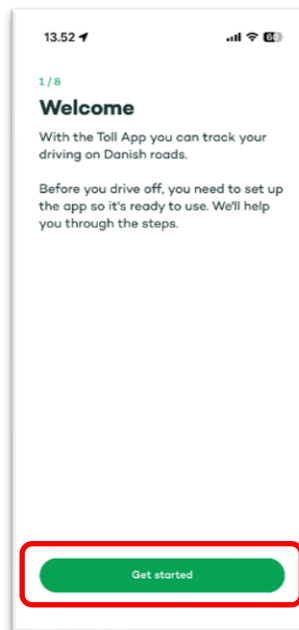 13.52
60
1/8
Welcome
With the Toll App you can track your
driving on Danish roads.
Before you drive off, you need to set up
the app so it's ready to use. We'll help
you through the steps.
Get started